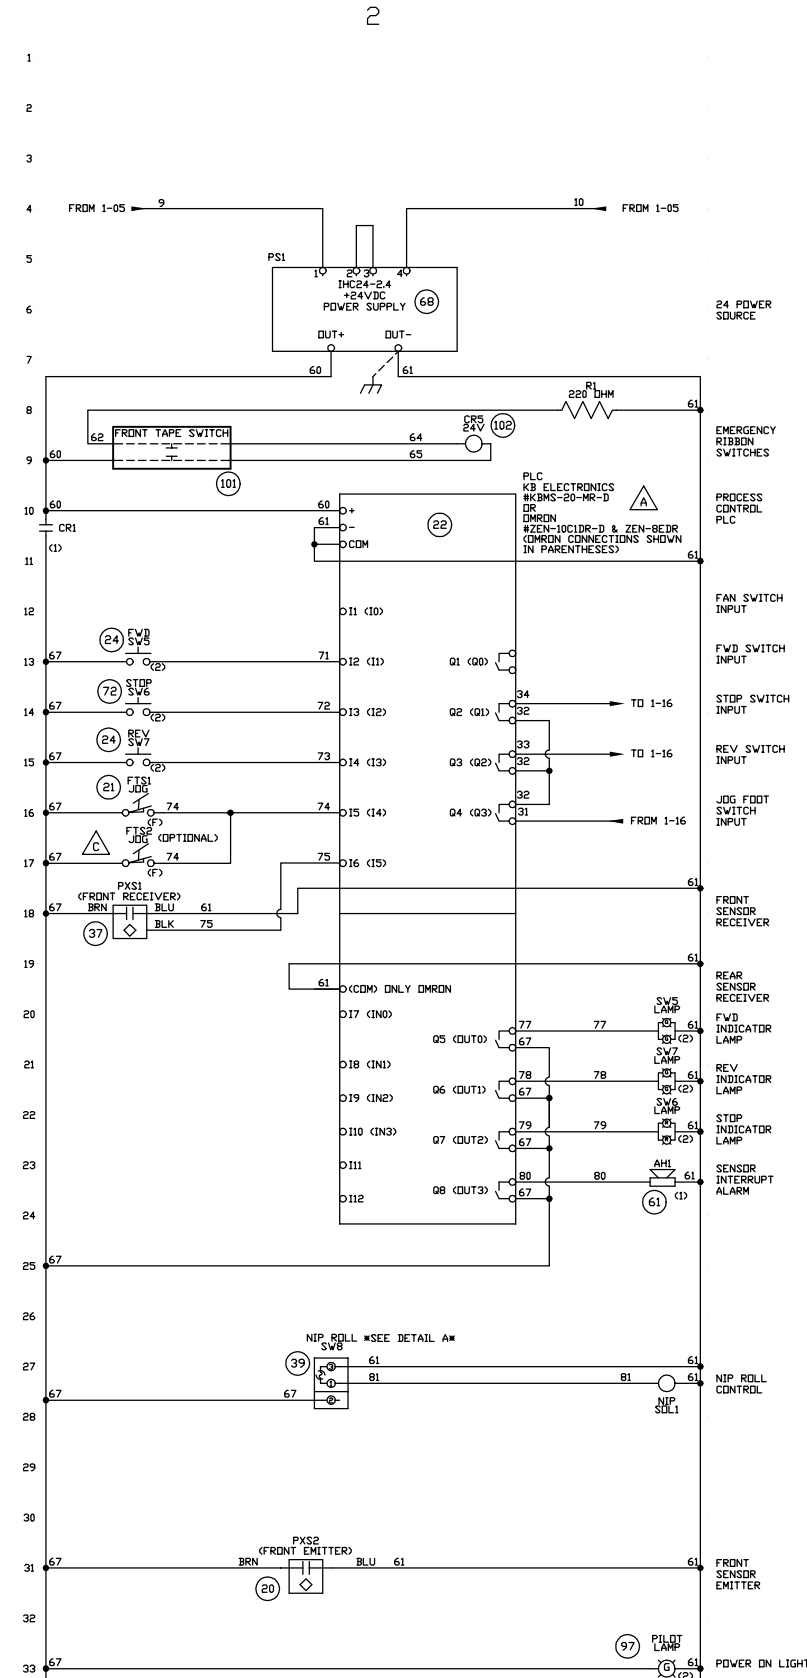 2
1
2
3
4 FROM 1-05 9 10 FROM 1-05
5 PS1
1 2 3 4
IHC24-2.4
+24VDC
POWER SUPPLY 68
6 24 POWER
SOURCE
OUT+ OUT-
7
60 61
R1
220 OHM
8 61
FRONT TAPE SWITCH
62 64 CR5
24V 102
EMERGENCY
RIBBON
SWITCHES
9 60 65
101
PLC
KB ELECTRONICS
#KBMS-20-MR-D
OR
OMRON
#ZEN-10C1DR-D & ZEN-8EDR
(OMRON CONNECTIONS SHOWN
IN PARENTHESES)
A
10 60 60 +
PROCESS
CONTROL
PLC
CR1
(1)
61 -
22
COM
11 61
12 I1 (I0)
FAN SWITCH
INPUT
24 FWD
SW5
13 67 (2) 71 I2 (I1) Q1 (Q0)
FWD SWITCH
INPUT
72 STOP
SW6
34 TO 1-16
14 67 (2) 72 I3 (I2) Q2 (Q1) 32
STOP SWITCH
INPUT
24 REV
SW7
33 TO 1-16
15 67 (2) 73 I4 (I3) Q3 (Q2) 32
REV SWITCH
INPUT
21 FTS1
JOG
32
16 67 74 (F) 74 I5 (I4) Q4 (Q3) 31 FROM 1-16
JOG FOOT
SWITCH
INPUT
C
FTS2
JOG (OPTIONAL)
17 67 74 (F) 75 I6 (I5)
PXS1
(FRONT RECEIVER)
61
18 67 BRN BLU 61
37 BLK 75
FRONT
SENSOR
RECEIVER
19 61
61 (COM) ONLY OMRON
REAR
SENSOR
RECEIVER
20 I7 (IN0)
SW5
LAMP
Q5 (OUT0) 77 77 (2) 61
67
FWD
INDICATOR
LAMP
21 I8 (IN1)
SW7
LAMP
Q6 (OUT1) 78 78 (2) 61
67
REV
INDICATOR
LAMP
I9 (IN2)
22 I10 (IN3)
SW6
LAMP
Q7 (OUT2) 79 79 (2) 61
67
STOP
INDICATOR
LAMP
23 I11
AH1
Q8 (OUT3) 80 80 61
67
61 (1)
SENSOR
INTERRUPT
ALARM
I12
24
25 67
26
NIP ROLL *SEE DETAIL A*
SW8
27 39 3 61 61
1 81 81 61
NIP
SOL1
NIP ROLL
CONTROL
67 67 2
28
29
30
PXS2
(FRONT EMITTER)
31 67 BRN BLU 61 61
20
FRONT
SENSOR
EMITTER
32
97 PILOT
LAMP
33 67 G 61
(2)
POWER ON LIGHT